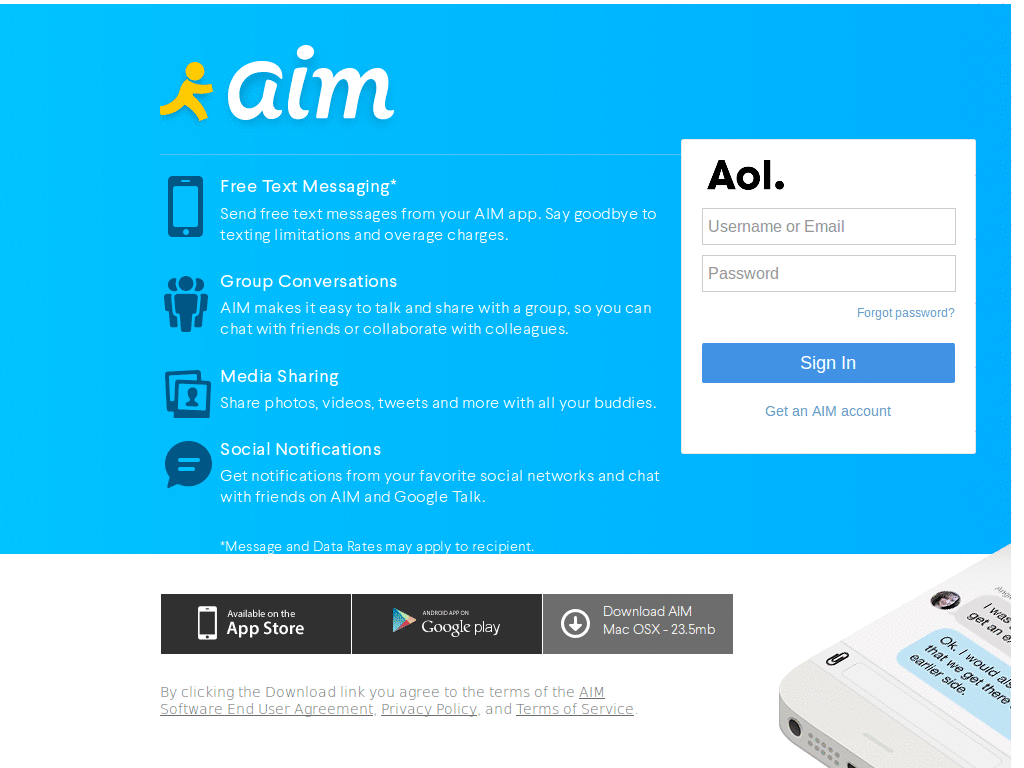 aim
Free Text Messaging*
Send free text messages from your AIM app. Say goodbye to
texting limitations and overage charges.
Group Conversations
AIM makes it easy to talk and share with a group, so you can
chat with friends or collaborate with colleagues.
Media Sharing
Share photos, videos, tweets and more with all your buddies.
Social Notifications
Get notifications from your favorite social networks and chat
with friends on AIM and Google Talk.
*Message and Data Rates may apply to recipient.
Aol.
Username or Email
Password
Forgot password?
Sign In
Get an AIM account
Available on the
App Store
ANDROID APP ON
Google play
Download AIM
Mac OSX - 23.5mb
By clicking the Download link you agree to the terms of the AIM
Software End User Agreement, Privacy Policy, and Terms of Service.
I was
get an
Ok, I would
that we get there
earlier side.